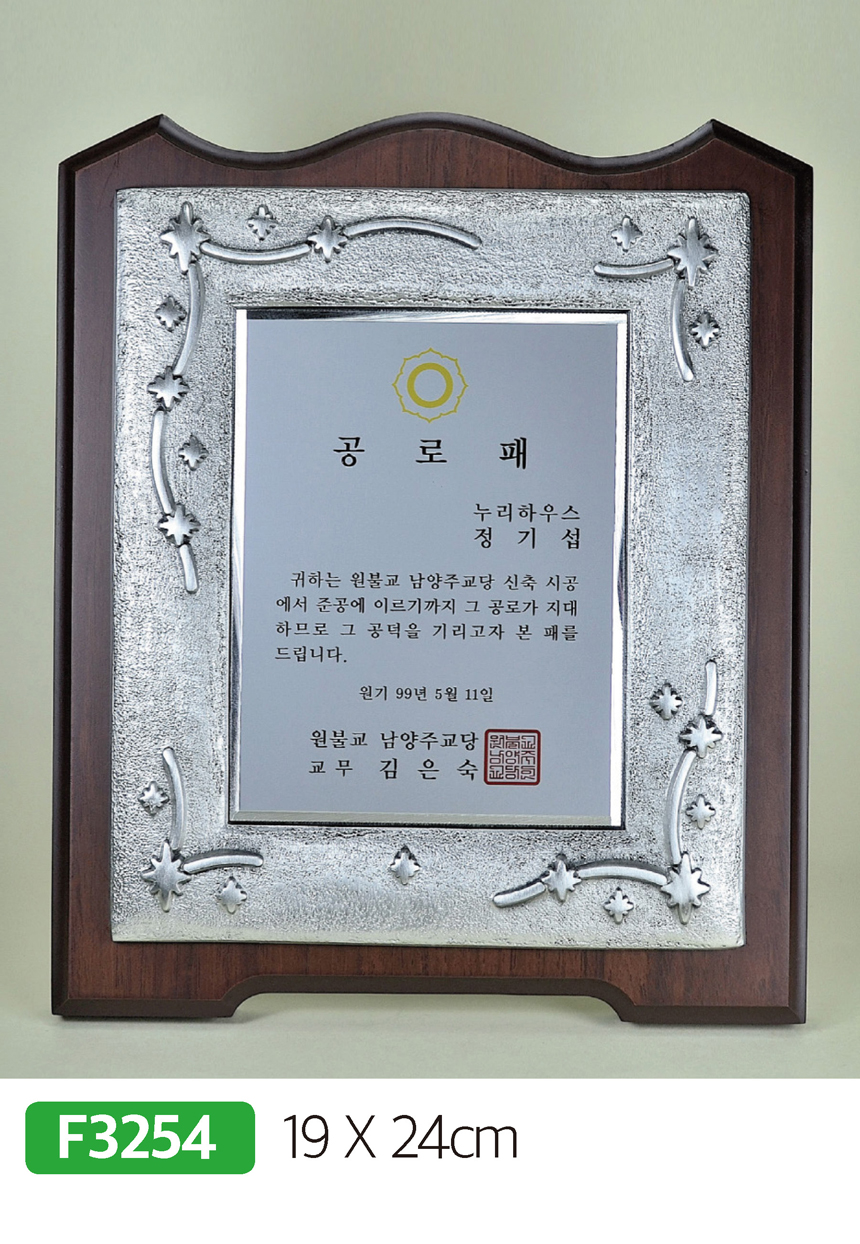 공 로 패
누리하우스
정 기 섭
귀하는 원불교 남양주교당 신축 시공
에서 준공에 이르기까지 그 공로가 지대
하므로 그 공덕을 기리고자 본 패를
드립니다.
원기 99년 5월 11일
원불교 남양주교당
교무 김 은 숙
F3254 19 X 24cm